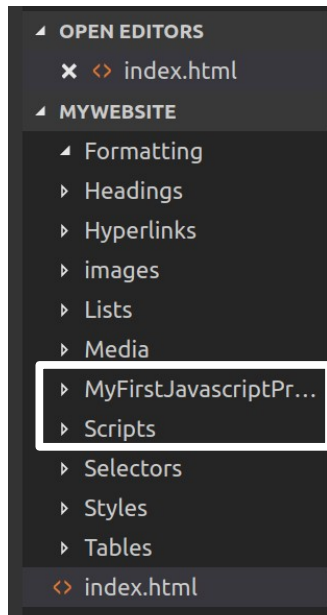 OPEN EDITORS
index.html
MYWEBSITE
Formatting
Headings
Hyperlinks
images
Lists
Media
MyFirstJavascriptPr...
Scripts
Selectors
Styles
Tables
index.html